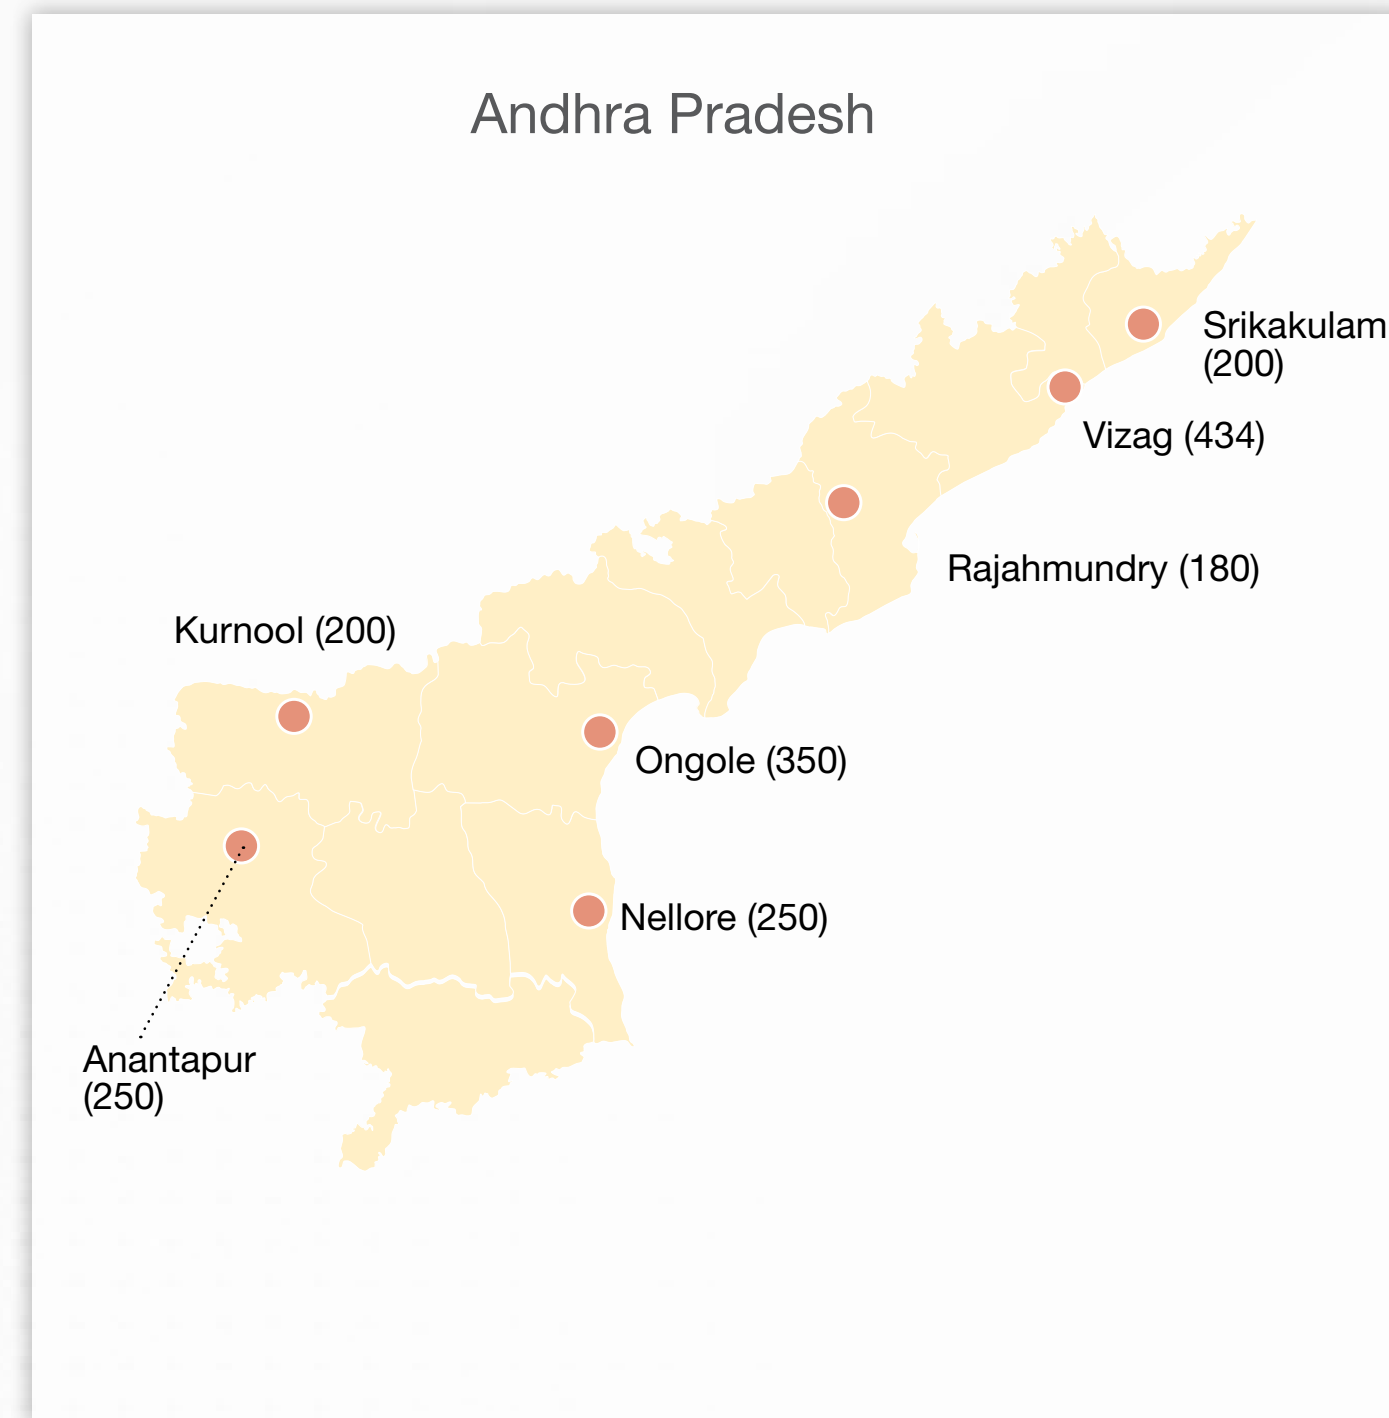 Andhra Pradesh
Srikakulam
(200)
Vizag (434)
Rajahmundry (180)
Kurnool (200)
Ongole (350)
Nellore (250)
Anantapur
(250)